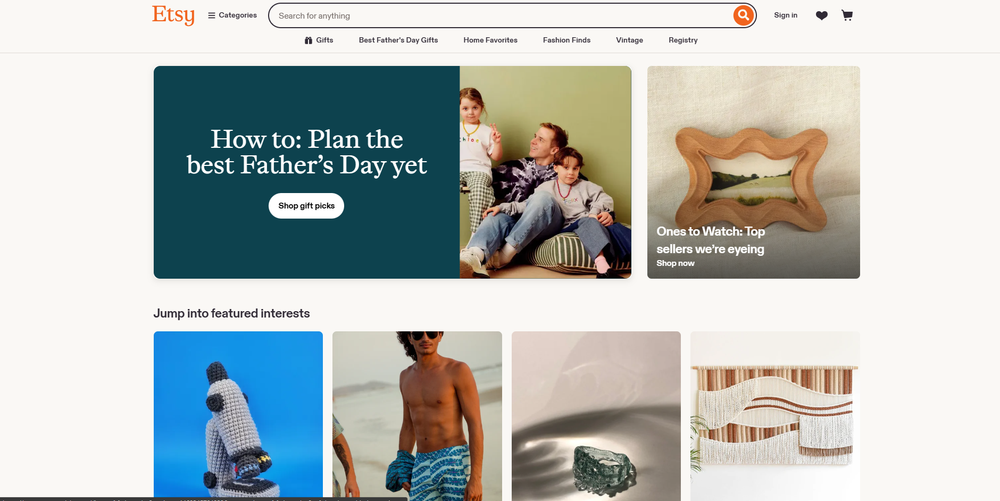 Etsy
Categories
Search for anything
Sign in
Gifts
Best Father's Day Gifts
Home Favorites
Fashion Finds
Vintage
Registry
How to: Plan the
best Father’s Day yet
Shop gift picks
Chloe
Felix
Ones to Watch: Top
sellers we’re eyeing
Shop now
Jump into featured interests